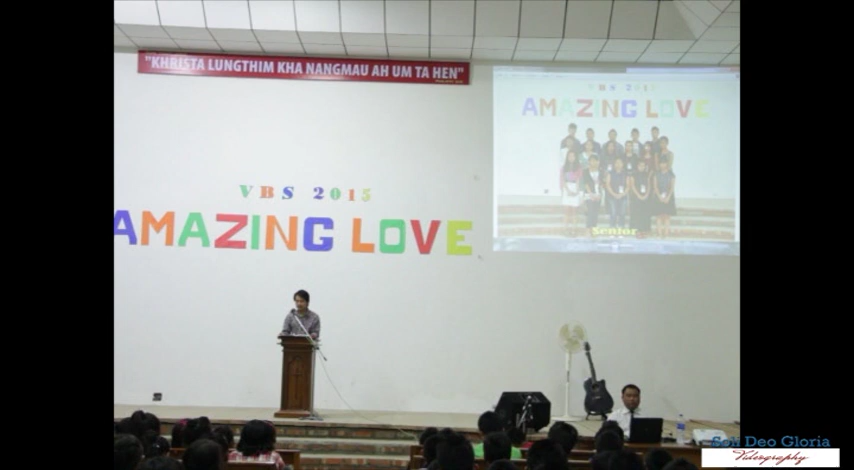 "KHRISTA LUNGTHIM KHA NANGMAU AH UM TA HEN"
VBS 2015
AMAZING LOVE
VBS 2015
AMAZING LOVE
Senior
Soli Deo Gloria
Videography